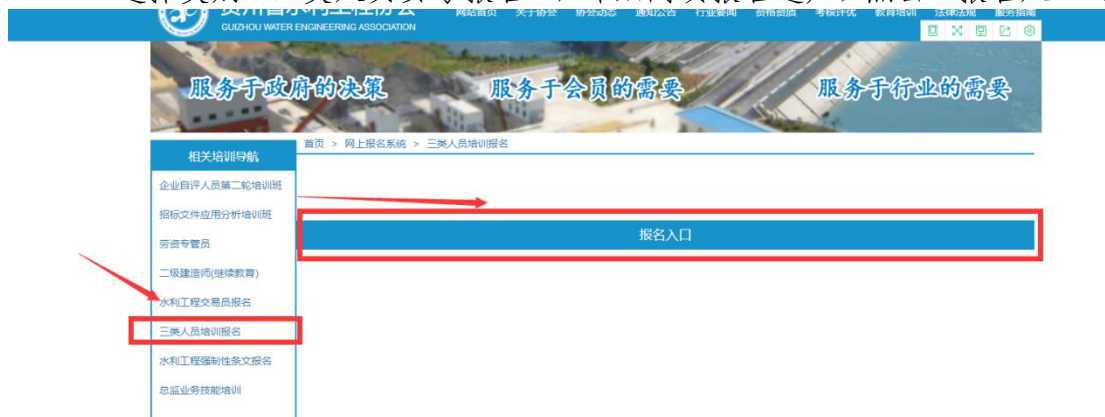 网站首页 关于协会 协会动态 通知公告 行业要闻 资格资质 考核评优 教育培训 法律法规 服务指南
GUIZHOU WATER ENGINEERING ASSOCIATION
服务于政府的决策 服务于会员的需要 服务于行业的需要
首页 > 网上报名系统 > 三类人员培训报名
相关培训导航
企业自评人员第二轮培训班
招标文件应用分析培训班
报名入口
劳资专管员
二级建造师(继续教育)
水利工程交易员报名
三类人员培训报名
水利工程强制性条文报名
总监业务技能培训